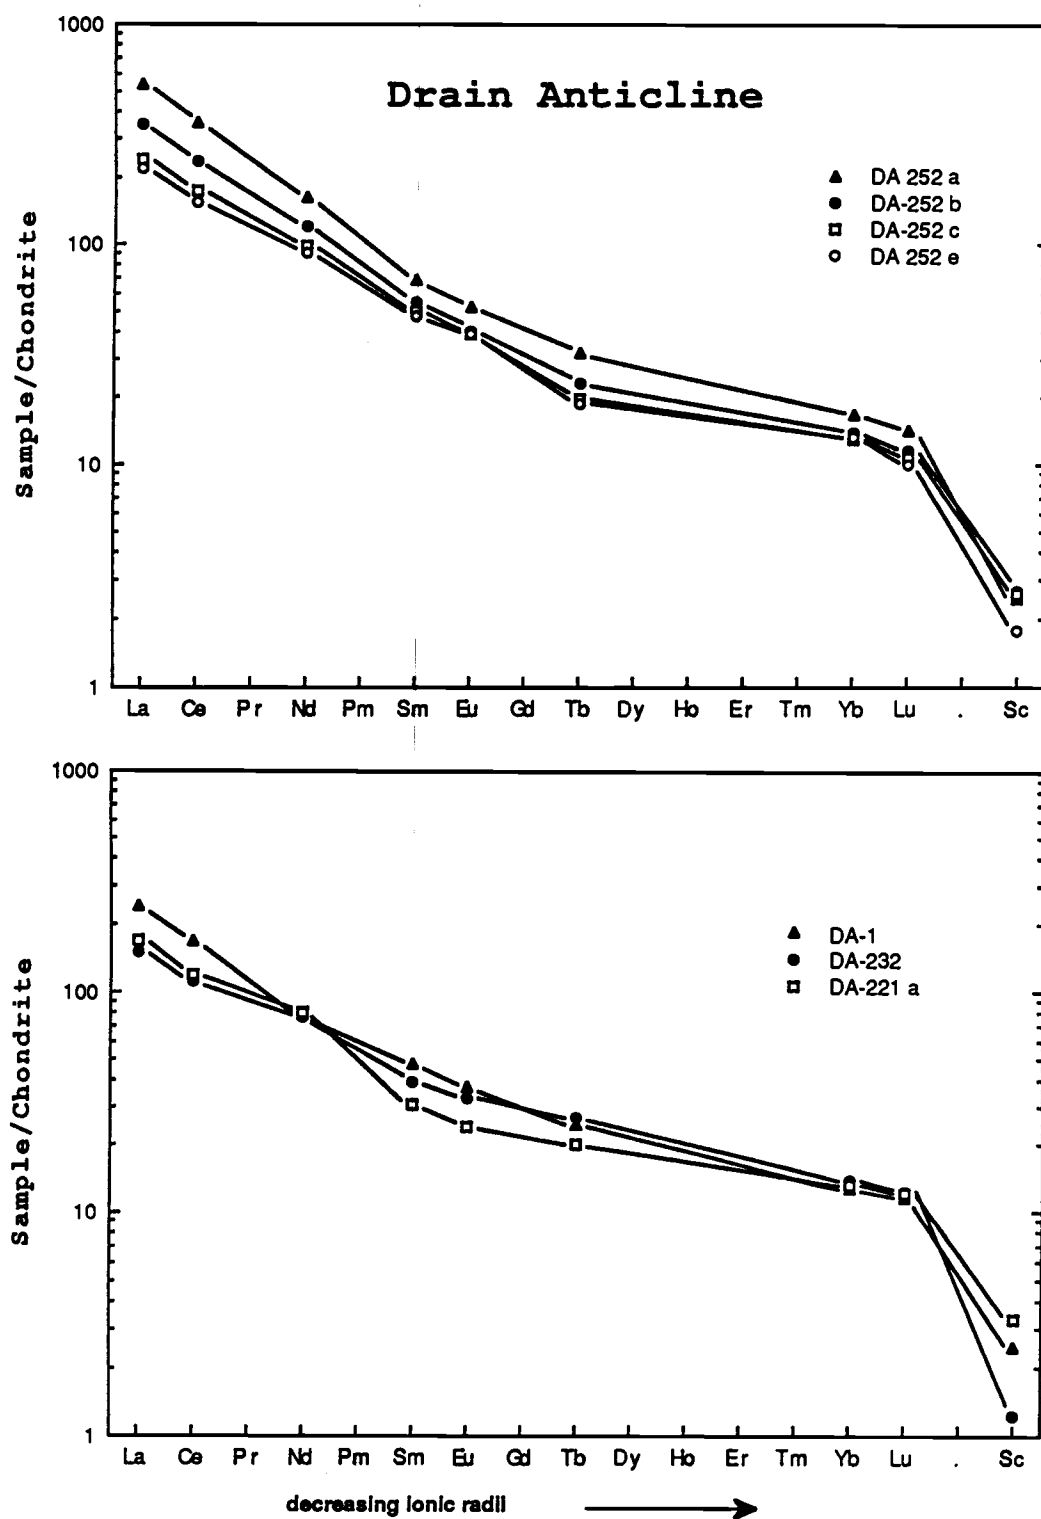 1000
Drain Anticline
DA 252 a
DA-252 b
DA-252 c
DA 252 e
100
Sample/Chondrite
10
1
La Ce Pr Nd Pm Sm Eu Gd Tb Dy Ho Er Tm Yb Lu . Sc
1000
DA-1
DA-232
DA-221 a
100
Sample/Chondrite
10
1
La Ce Pr Nd Pm Sm Eu Gd Tb Dy Ho Er Tm Yb Lu . Sc
decreasing ionic radii